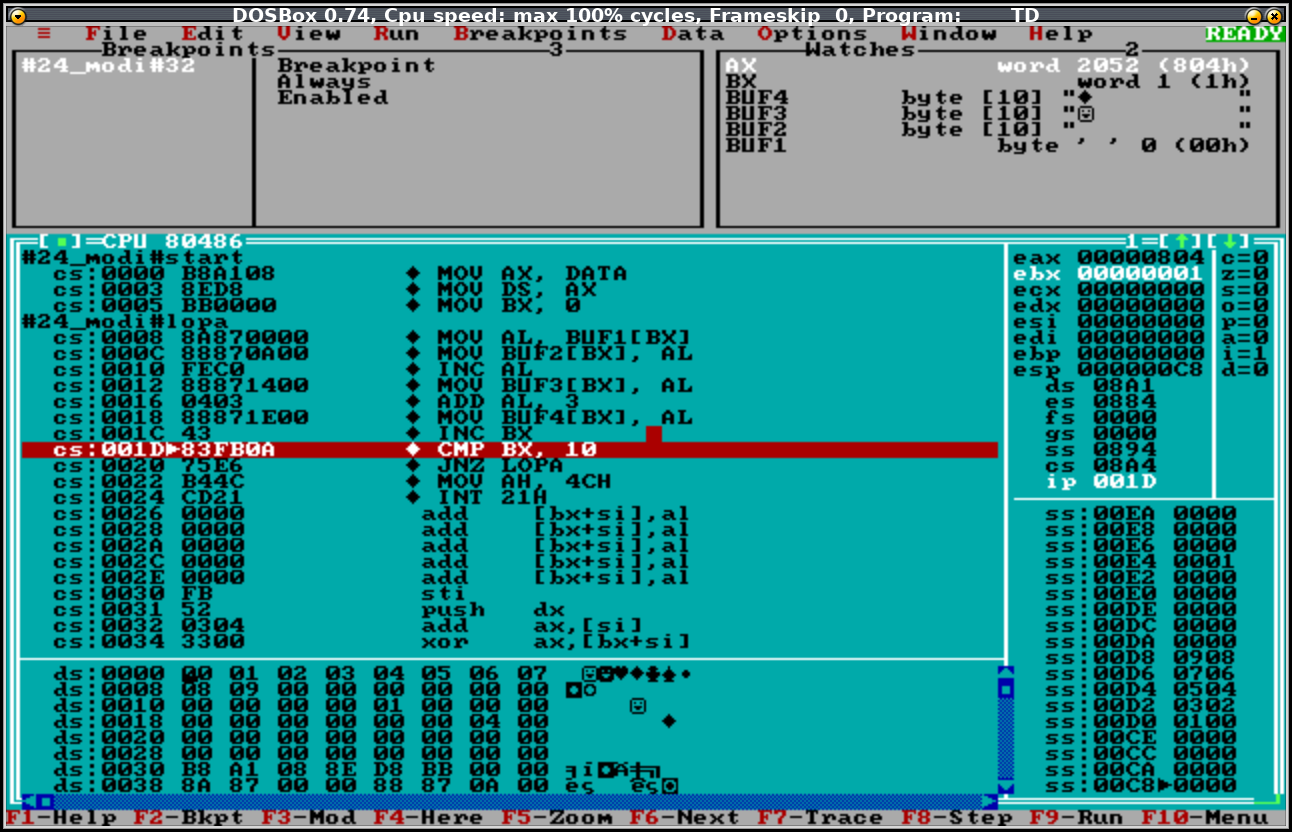 DOSBox 0.74, Cpu speed: max 100% cycles, Frameskip 0, Program: TD
≡ File Edit View Run Breakpoints Data Options Window Help READY
Breakpoints 3 Watches 2
#24_modi#32 Breakpoint AX word 2052 (804h)
Always BX word 1 (1h)
Enabled BUF4 byte [10] "♦ "
BUF3 byte [10] "☺ "
BUF2 byte [10] " "
BUF1 byte ' ' 0 (00h)
[■]=CPU 80486 1=[↑][↓]
#24_modi#start eax 00000804 c=0
cs:0000 B8A108 ♦ MOV AX, DATA ebx 00000001 z=0
cs:0003 8ED8 ♦ MOV DS, AX ecx 00000000 s=0
cs:0005 BB0000 ♦ MOV BX, 0 edx 00000000 o=0
#24_modi#lopa esi 00000000 p=0
cs:0008 8A870000 ♦ MOV AL, BUF1[BX] edi 00000000 a=0
cs:000C 88870A00 ♦ MOV BUF2[BX], AL ebp 00000000 i=1
cs:0010 FEC0 ♦ INC AL esp 000000C8 d=0
cs:0012 88871400 ♦ MOV BUF3[BX], AL ds 08A1
cs:0016 0403 ♦ ADD AL, 3 es 0884
cs:0018 88871E00 ♦ MOV BUF4[BX], AL fs 0000
cs:001C 43 ♦ INC BX gs 0000
cs:001D►83FB0A ♦ CMP BX, 10 ss 0894
cs:0020 75E6 ♦ JNZ LOPA cs 08A4
cs:0022 B44C ♦ MOV AH, 4CH ip 001D
cs:0024 CD21 ♦ INT 21H
cs:0026 0000 add [bx+si],al ss:00EA 0000
cs:0028 0000 add [bx+si],al ss:00E8 0000
cs:002A 0000 add [bx+si],al ss:00E6 0000
cs:002C 0000 add [bx+si],al ss:00E4 0001
cs:002E 0000 add [bx+si],al ss:00E2 0000
cs:0030 FB sti ss:00E0 0000
cs:0031 52 push dx ss:00DE 0000
cs:0032 0304 add ax,[si] ss:00DC 0000
cs:0034 3300 xor ax,[bx+si] ss:00DA 0000
ss:00D8 0908
ds:0000 00 01 02 03 04 05 06 07 ☺☻♥♦♣♠• ss:00D6 0706
ds:0008 08 09 00 00 00 00 00 00 ◘○ ss:00D4 0504
ds:0010 00 00 00 00 01 00 00 00 ☺ ss:00D2 0302
ds:0018 00 00 00 00 00 00 04 00 ♦ ss:00D0 0100
ds:0020 00 00 00 00 00 00 00 00 ss:00CE 0000
ds:0028 00 00 00 00 00 00 00 00 ss:00CC 0000
ds:0030 B8 A1 08 8E D8 BB 00 00 ss:00CA 0000
ds:0038 8A 87 00 00 88 87 0A 00 èç êç◙ ss:00C8►0000
F1-Help F2-Bkpt F3-Mod F4-Here F5-Zoom F6-Next F7-Trace F8-Step F9-Run F10-Menu